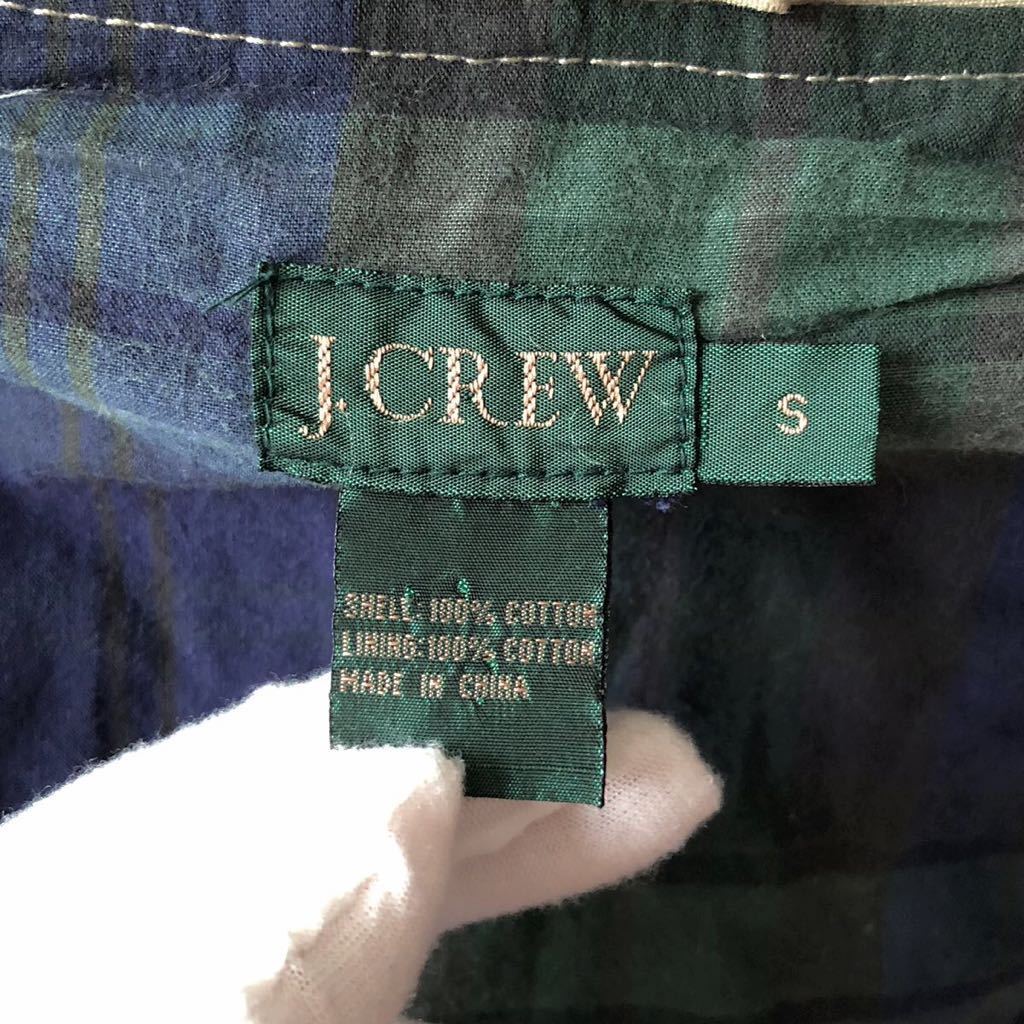 J.CREW
S
SHELL-100% COTTON
LINING-100% COTTON
MADE IN CHINA